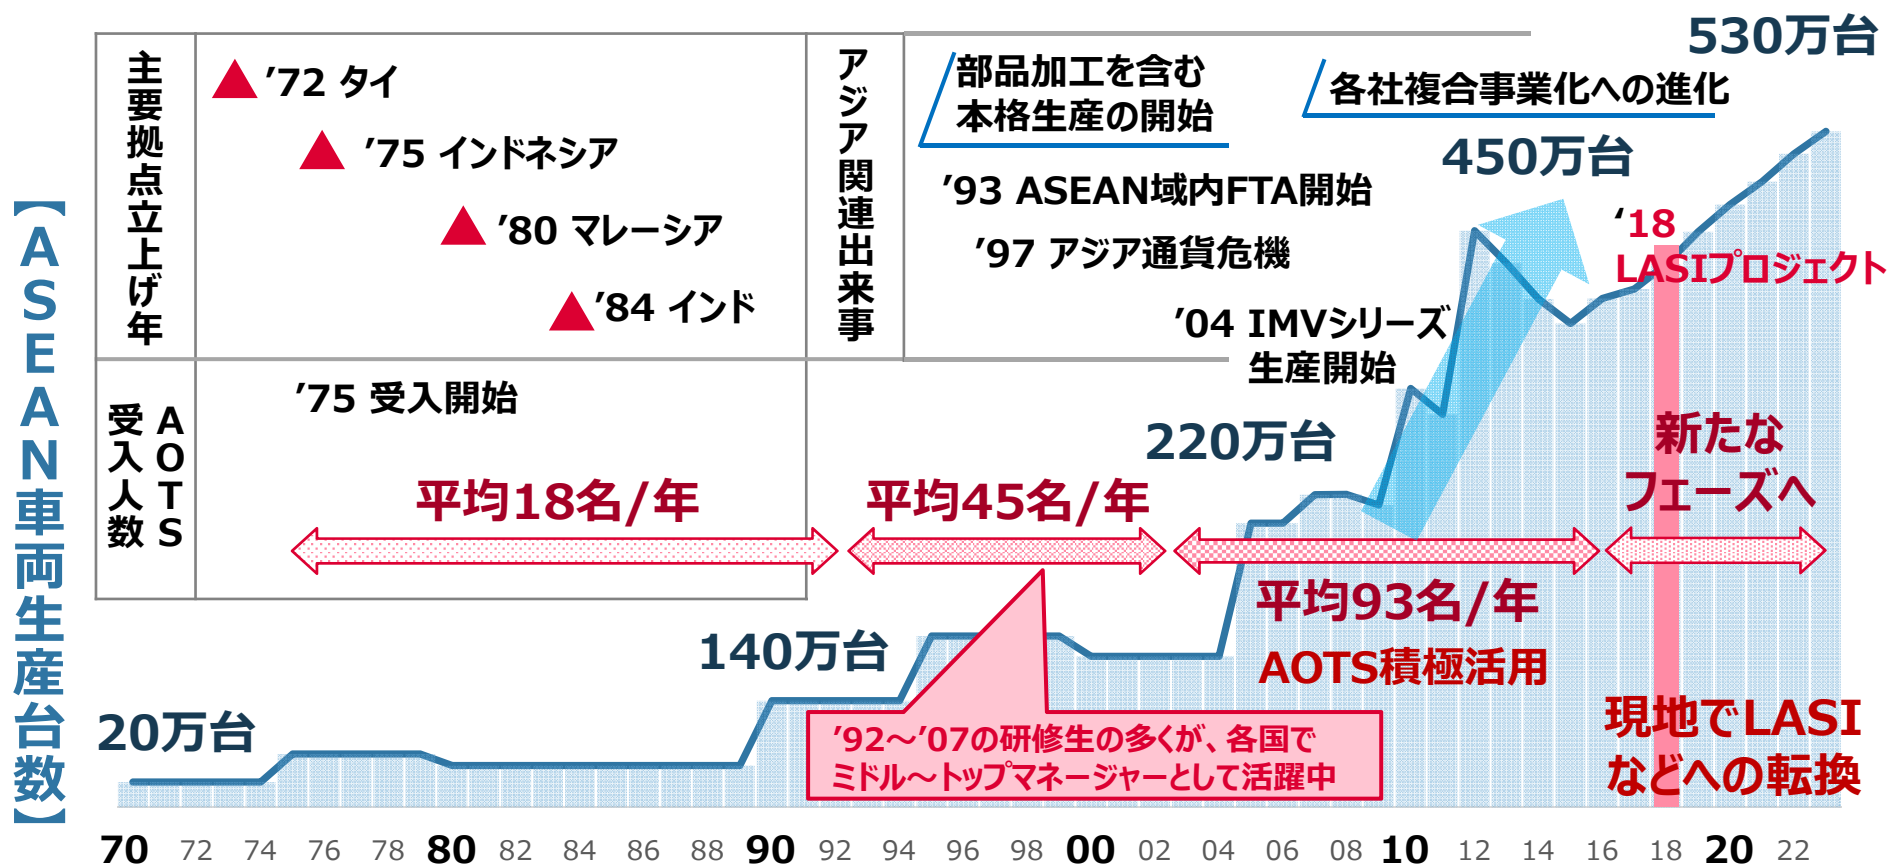 【ASEAN車両生産台数】
主要拠点立上げ年
’72 タイ
’75 インドネシア
’80 マレーシア
’84 インド
アジア関連出来事
部品加工を含む
本格生産の開始
各社複合事業化への進化
’93 ASEAN域内FTA開始
’97 アジア通貨危機
’04 IMVシリーズ
生産開始
‘18
LASIプロジェクト
AOTS
受入人数
’75 受入開始
平均18名/年
平均45名/年
平均93名/年
AOTS積極活用
新たな
フェーズへ
現地でLASI
などへの転換
’92~’07の研修生の多くが、各国で
ミドル~トップマネージャーとして活躍中
20万台
140万台
220万台
450万台
530万台
70 72 74 76 78 80 82 84 86 88 90 92 94 96 98 00 02 04 06 08 10 12 14 16 18 20 22